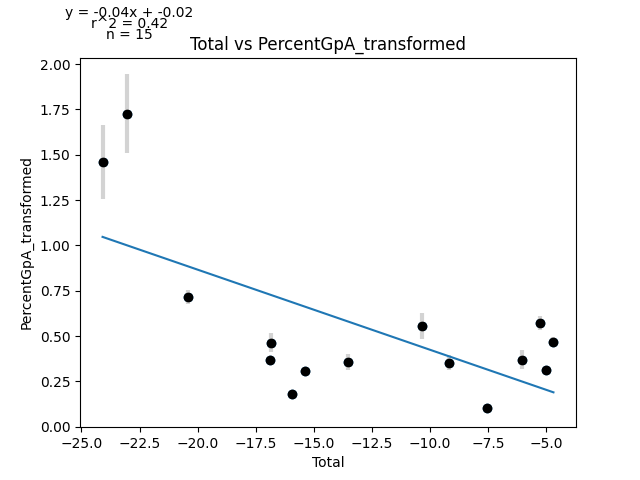 y = -0.04x + -0.02
r^2 = 0.42
n = 15
Total vs PercentGpA_transformed
2.00
1.75
1.50
1.25
1.00
0.75
0.50
0.25
0.00
PercentGpA_transformed
−25.0 −22.5 −20.0 −17.5 −15.0 −12.5 −10.0 −7.5 −5.0
Total